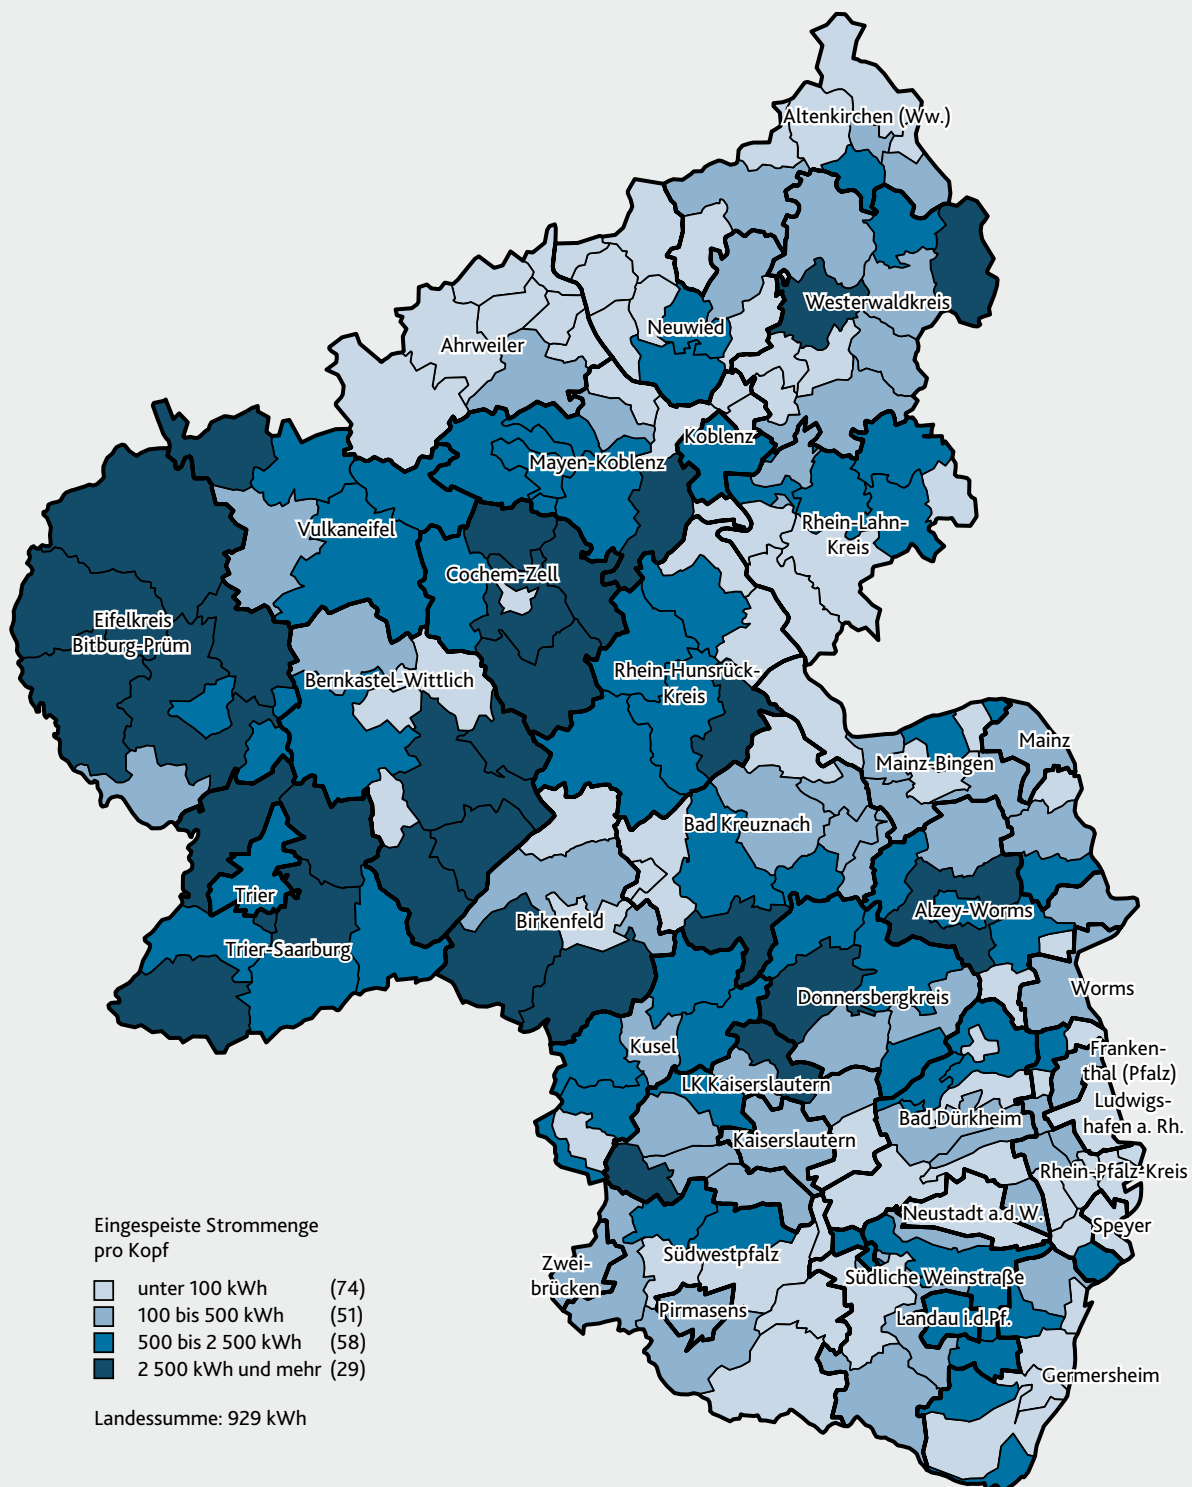 Altenkirchen (Ww.)
Westerwaldkreis
Neuwied
Ahrweiler
Koblenz
Mayen-Koblenz
Rhein-Lahn-
Kreis
Vulkaneifel
Cochem-Zell
Eifelkreis
Bitburg-Prüm
Bernkastel-Wittlich
Rhein-Hunsrück-
Kreis
Mainz
Mainz-Bingen
Bad Kreuznach
Trier
Birkenfeld
Alzey-Worms
Trier-Saarburg
Worms
Donnersbergkreis
Kusel
Franken-
thal (Pfalz)
LK Kaiserslautern
Ludwigs-
hafen a. Rh.
Bad Dürkheim
Kaiserslautern
Rhein-Pfalz-Kreis
Neustadt a.d.W.
Speyer
Südwestpfalz
Zwei-
brücken
Südliche Weinstraße
Pirmasens
Landau i.d.Pf.
Germersheim
Eingespeiste Strommenge
pro Kopf
unter 100 kWh (74)
100 bis 500 kWh (51)
500 bis 2 500 kWh (58)
2 500 kWh und mehr (29)
Landessumme: 929 kWh